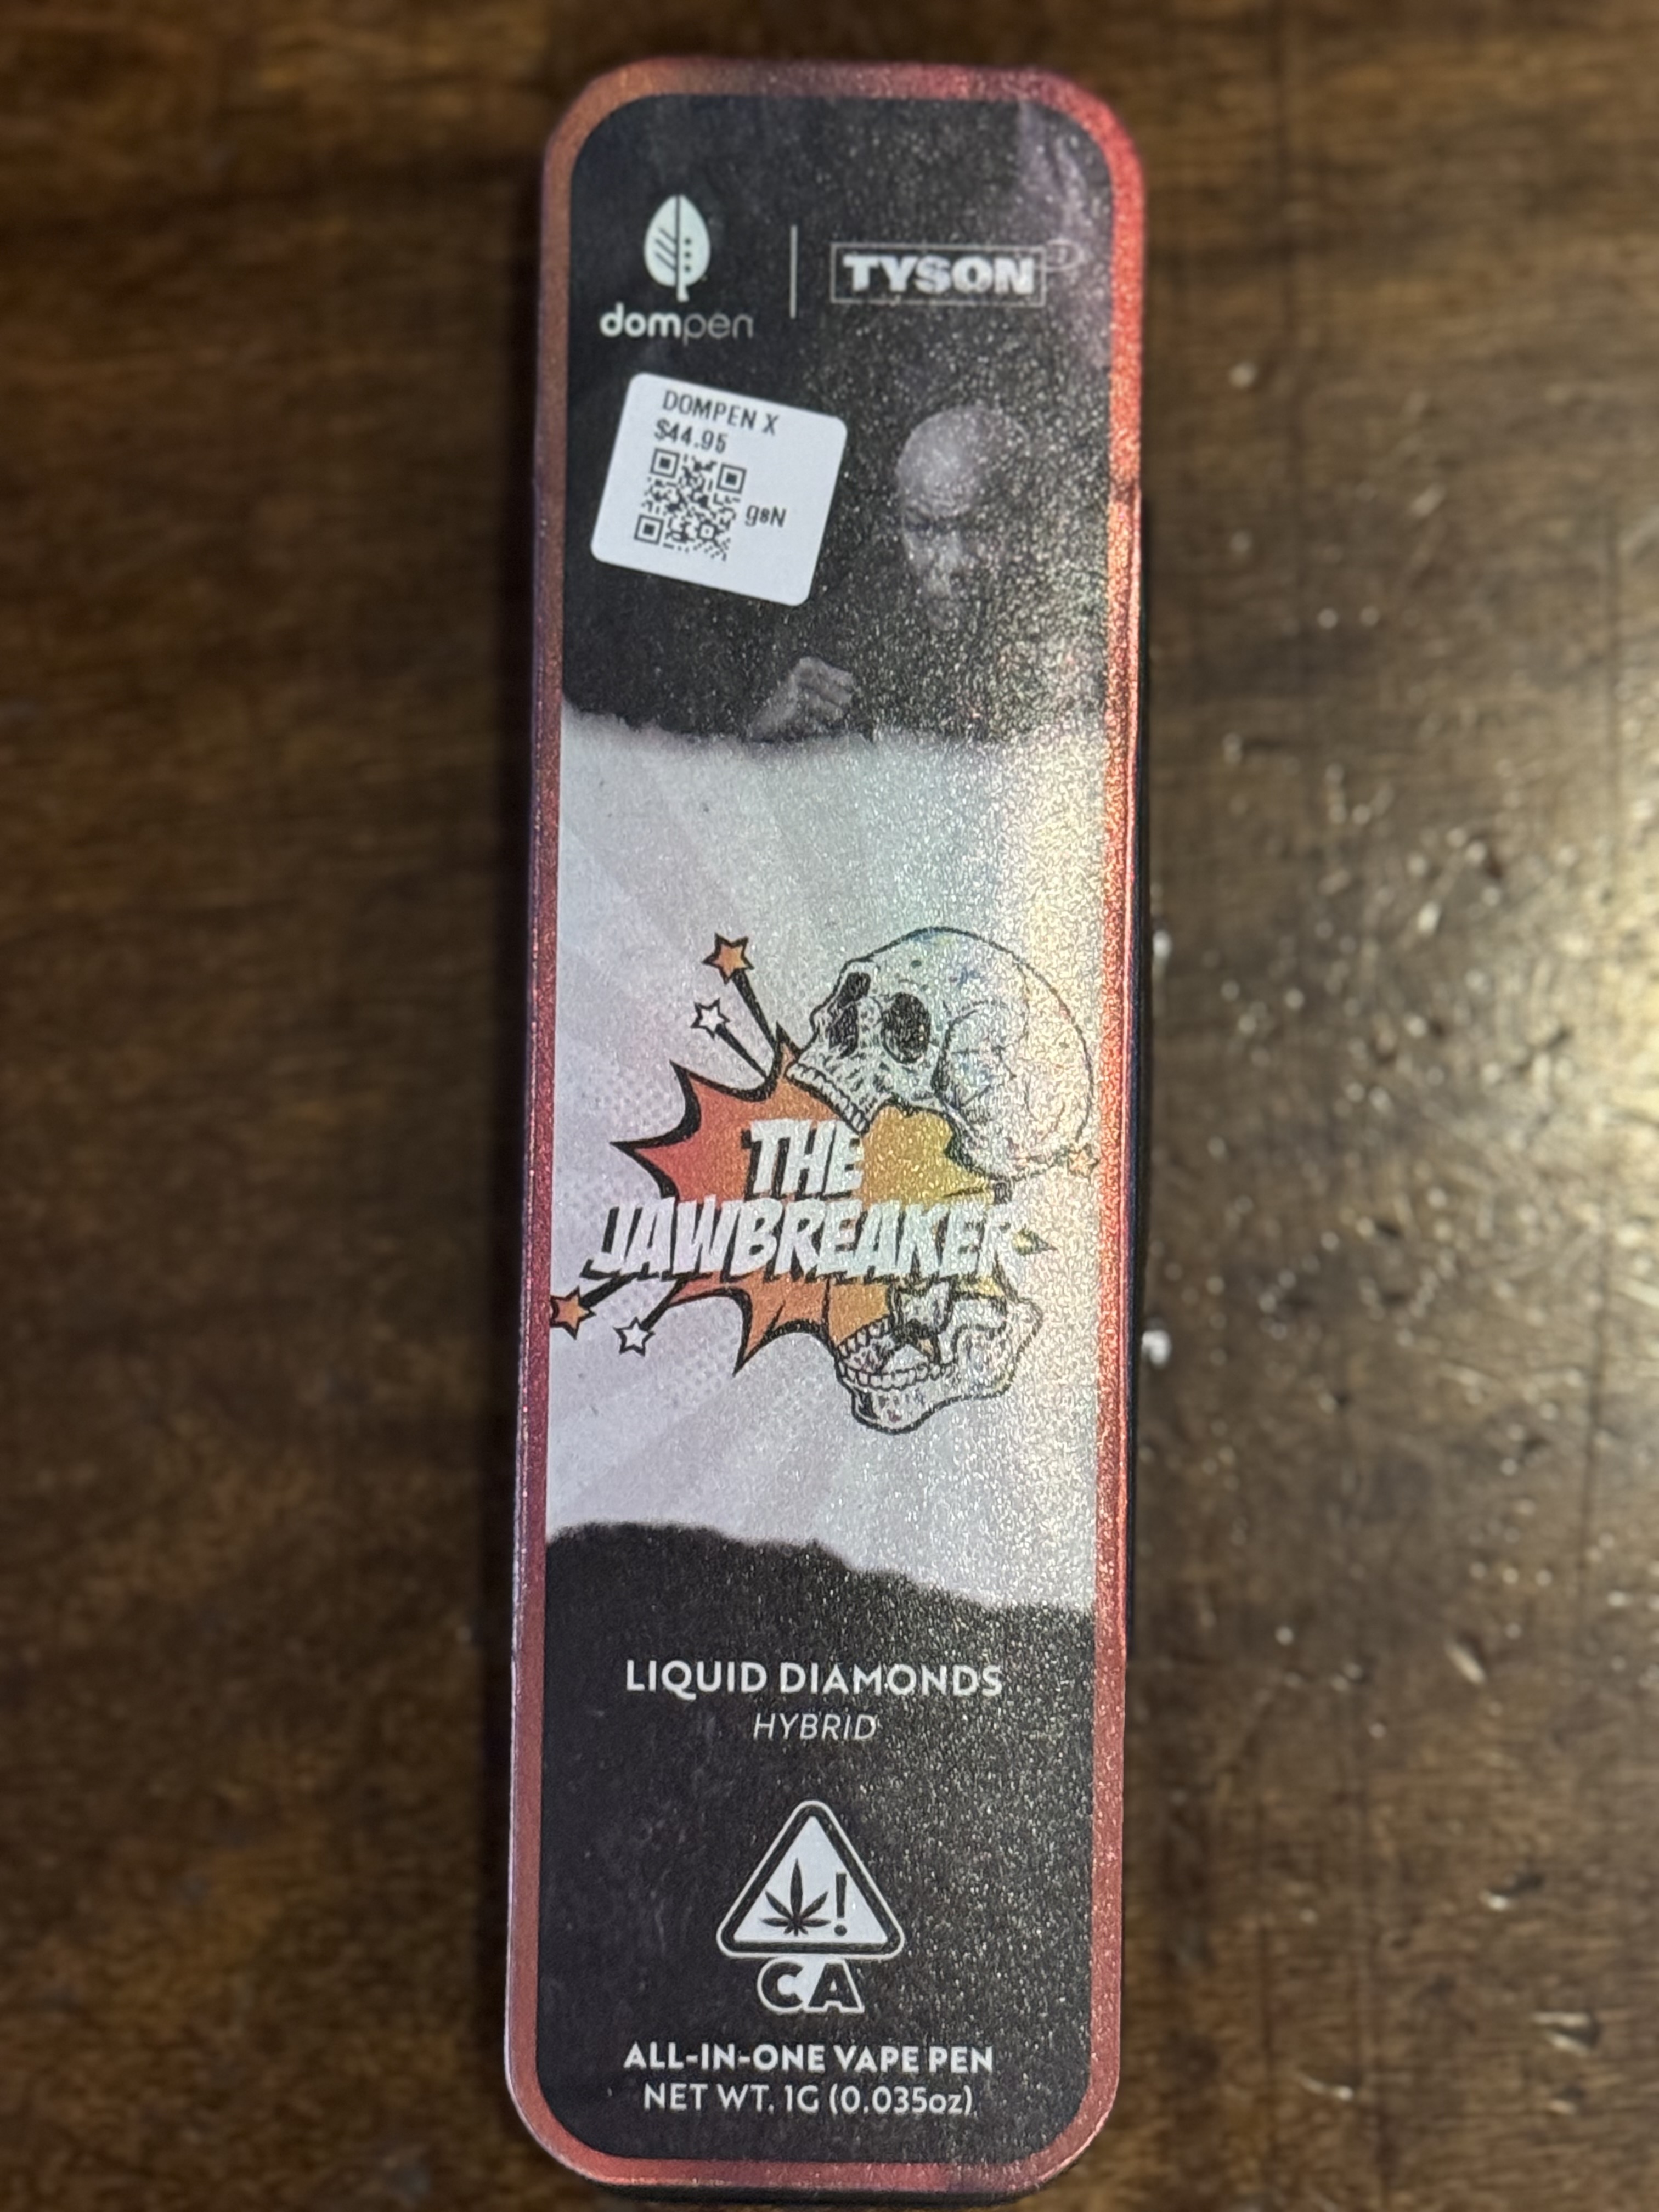 dompen
TYSON
DOMPEN X
$44.95
g8N
THE
JAWBREAKER
LIQUID DIAMONDS
HYBRID
!
CA
ALL-IN-ONE VAPE PEN
NET WT. 1G (0.035oz)